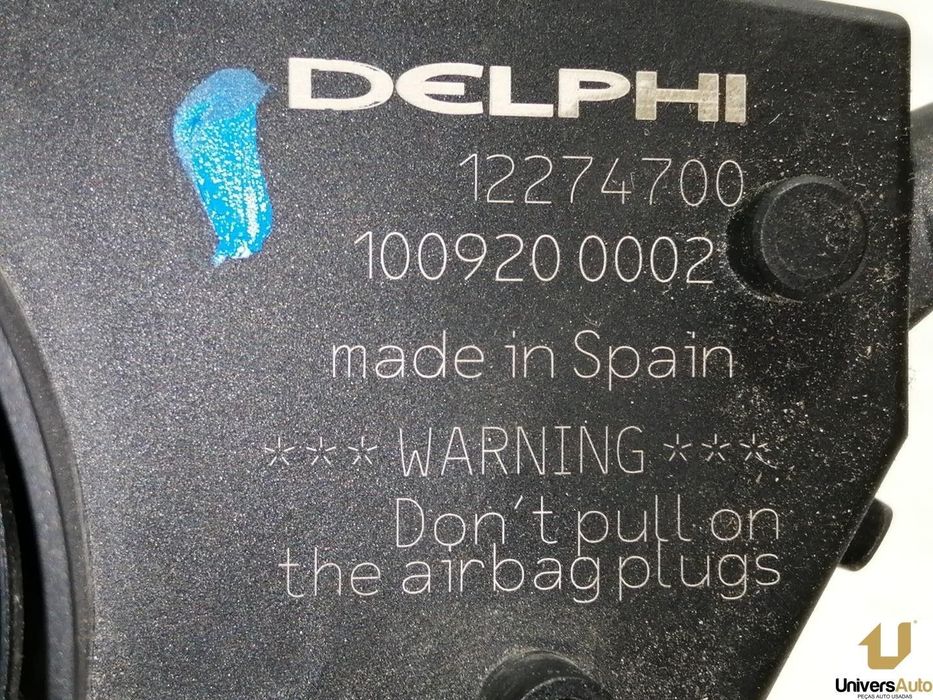 DELPHI
12274700
100920 0002
made in Spain
*** WARNING ***
Don't pull on
the airbag plugs
UniversAuto
PEÇAS AUTO USADAS